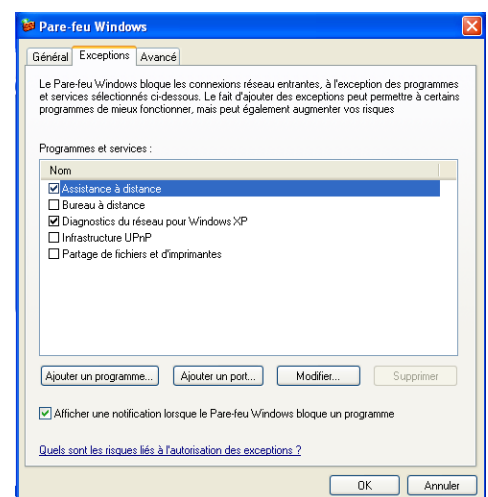 Pare-feu Windows
Général
Exceptions
Avancé
Le Pare-feu Windows bloque les connexions réseau entrantes, à l'exception des programmes
et services sélectionnés ci-dessous. Le fait d'ajouter des exceptions peut permettre à certains
programmes de mieux fonctionner, mais peut également augmenter vos risques
Programmes et services :
Nom
Assistance à distance
Bureau à distance
Diagnostics du réseau pour Windows XP
Infrastructure UPnP
Partage de fichiers et d'imprimantes
Ajouter un programme...
Ajouter un port...
Modifier...
Supprimer
Afficher une notification lorsque le Pare-feu Windows bloque un programme
Quels sont les risques liés à l'autorisation des exceptions ?
OK
Annuler